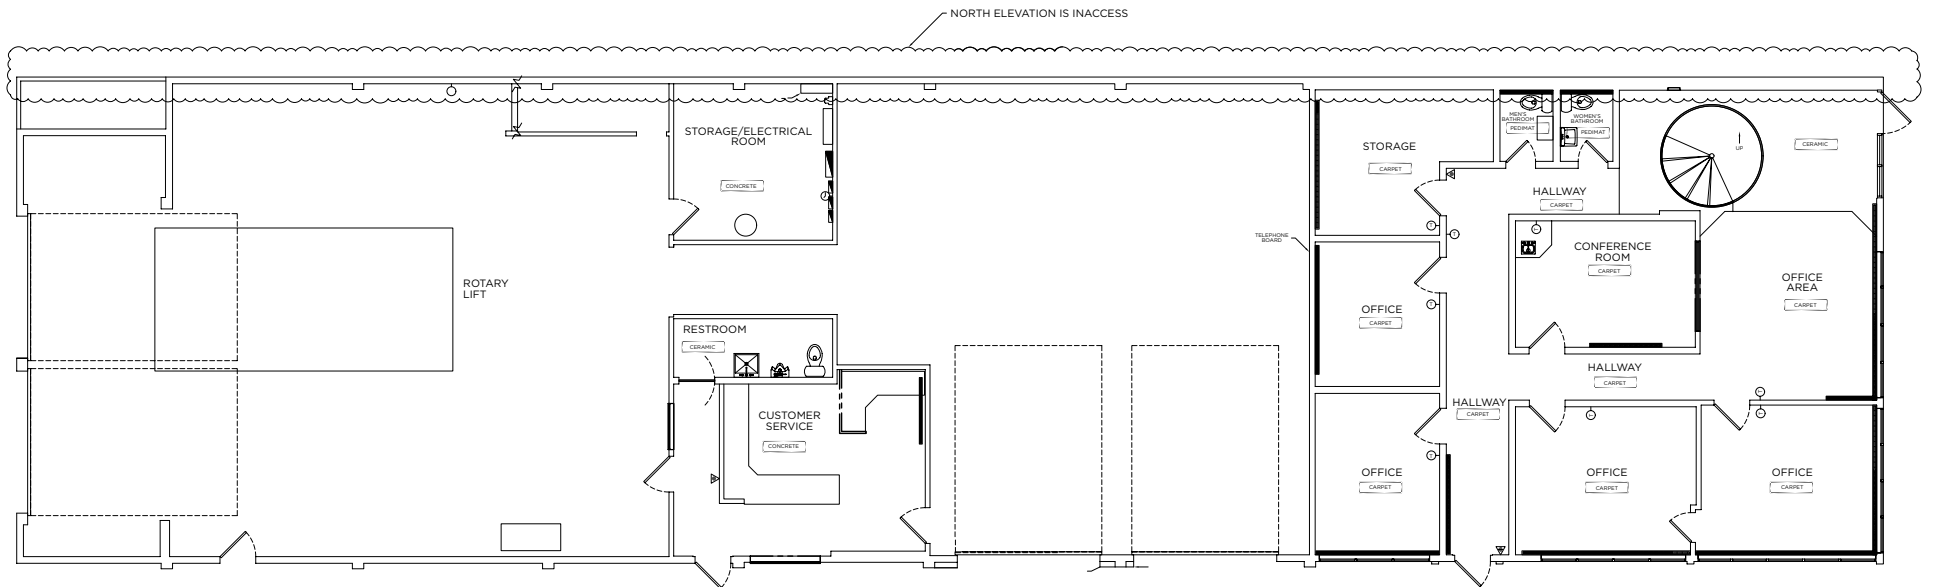 NORTH ELEVATION IS INACCESS
STORAGE/ELECTRICAL
ROOM
CONCRETE
STORAGE
CARPET
MEN'S
BATHROOM
PEDIMAT
WOMEN'S
BATHROOM
PEDIMAT
UP
CERAMIC
HALLWAY
CARPET
TELEPHONE
BOARD
T
T
T
CONFERENCE
ROOM
CARPET
OFFICE
AREA
CARPET
ROTARY
LIFT
OFFICE
CARPET
T
RESTROOM
CERAMIC
HALLWAY
CARPET
CUSTOMER
SERVICE
CONCRETE
HALLWAY
CARPET
T
T
T
T
OFFICE
CARPET
OFFICE
CARPET
OFFICE
CARPET